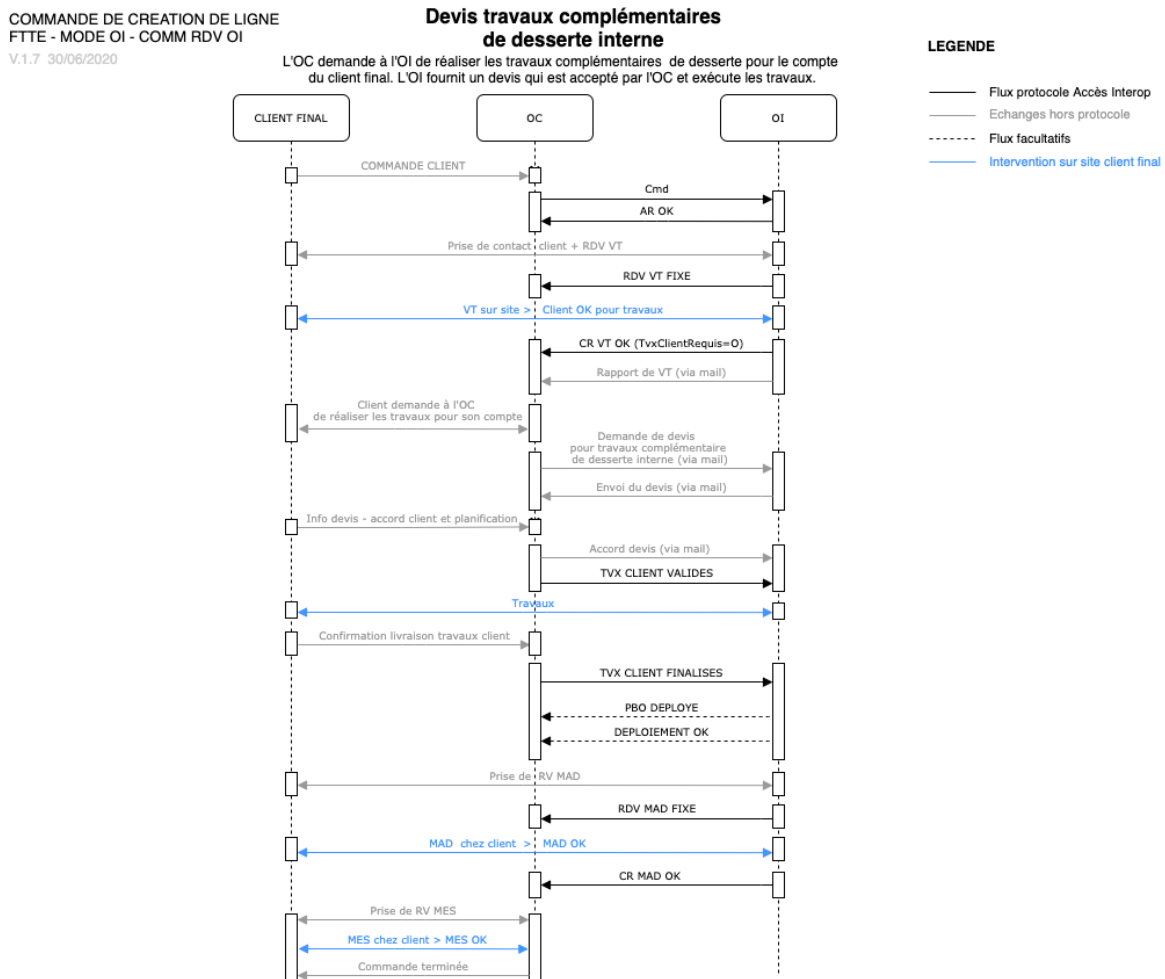 COMMANDE DE CREATION DE LIGNE
FTTE - MODE OI - COMM RDV OI
V.1.7 30/06/2020
Devis travaux complémentaires
de desserte interne
L'OC demande à l'OI de réaliser les travaux complémentaires de desserte pour le compte
du client final. L'OI fournit un devis qui est accepté par l'OC et exécute les travaux.
LEGENDE
Flux protocole Accès Interop
Echanges hors protocole
Flux facultatifs
Intervention sur site client final
CLIENT FINAL
OC
OI
COMMANDE CLIENT
Cmd
AR OK
Prise de contact client + RDV VT
RDV VT FIXE
VT sur site > Client OK pour travaux
CR VT OK (TvxClientRequis=O)
Rapport de VT (via mail)
Client demande à l'OC
de réaliser les travaux pour son compte
Demande de devis
pour travaux complémentaire
de desserte interne (via mail)
Envoi du devis (via mail)
Info devis - accord client et planification
Accord devis (via mail)
TVX CLIENT VALIDES
Travaux
Confirmation livraison travaux client
TVX CLIENT FINALISES
PBO DEPLOYE
DEPLOIEMENT OK
Prise de RV MAD
RDV MAD FIXE
MAD chez client > MAD OK
CR MAD OK
Prise de RV MES
MES chez client > MES OK
Commande terminée